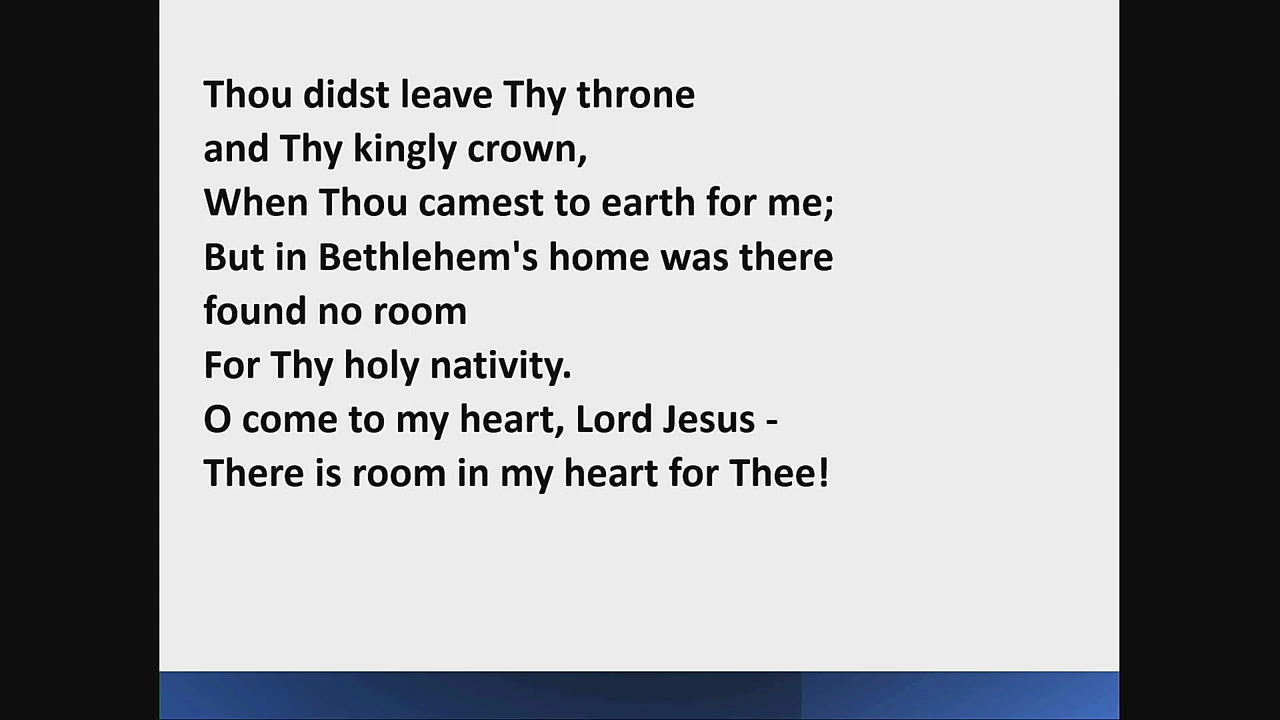 Thou didst leave Thy throne
and Thy kingly crown,
When Thou camest to earth for me;
But in Bethlehem's home was there
found no room
For Thy holy nativity.
O come to my heart, Lord Jesus -
There is room in my heart for Thee!